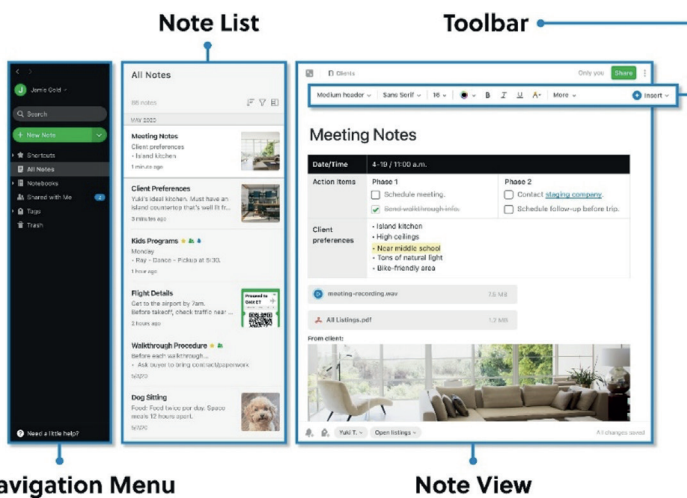 Note List
Toolbar
Jamie Gold
Search
+ New Note
Shortcuts
All Notes
Notebooks
Shared with Me
Tags
Trash
Need a little help?
All Notes
66 notes
MAY 2020
Meeting Notes
Client preferences
• Island kitchen
1 minute ago
Client Preferences
Yuki's ideal kitchen. Must have an
island countertop that's well lit fr...
3 minutes ago
Kids Programs
Monday
• Ray - Dance - Pickup at 5:30.
1 hour ago
Flight Details
Get to the airport by 7am.
Before takeoff, check traffic near ...
2 hours ago
Walkthrough Procedure
Before each walkthrough...
• Ask buyer to bring contract/paperwork
5/2/20
Dog Sitting
Food: Feed twice per day. Space
meals 12 hours apart.
5/2/20
Clients
Only you
Share
Medium header
Sans Serif
16
B I U A
More
Insert
Meeting Notes
Date/Time 4-19 / 11:00 a.m.
Action Items
Phase 1
Schedule meeting.
Send walkthrough info.
Phase 2
Contact staging company.
Schedule follow-up before trip.
Client
preferences
• Island kitchen
• High ceilings
• Near middle school
• Tons of natural light
• Bike-friendly area
meeting-recording.wav
7.5 MB
All Listings.pdf
1.2 MB
From client:
Yuki T.
Open listings
All changes saved
avigation Menu
Note View